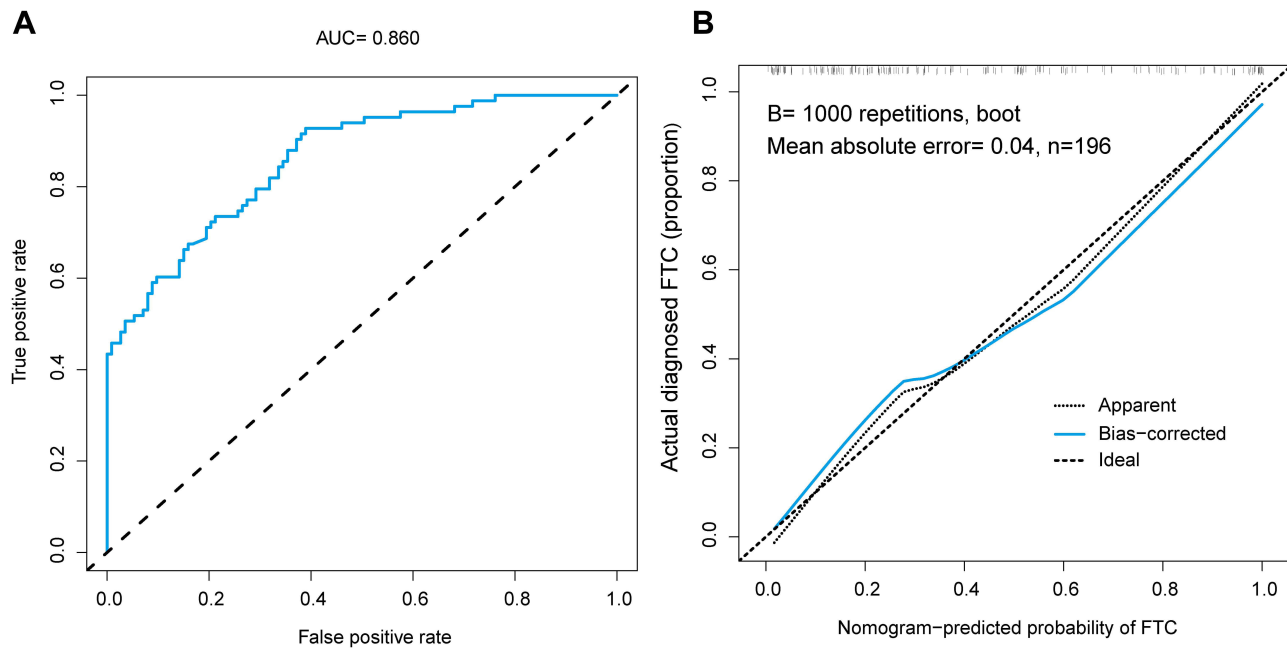 A
AUC= 0.860
True positive rate
1.0
0.8
0.6
0.4
0.2
0.0
0.0 0.2 0.4 0.6 0.8 1.0
False positive rate
B
B= 1000 repetitions, boot
Mean absolute error= 0.04, n=196
Actual diagnosed FTC (proportion)
1.0
0.8
0.6
0.4
0.2
0.0
Apparent
Bias−corrected
Ideal
0.0 0.2 0.4 0.6 0.8 1.0
Nomogram−predicted probability of FTC